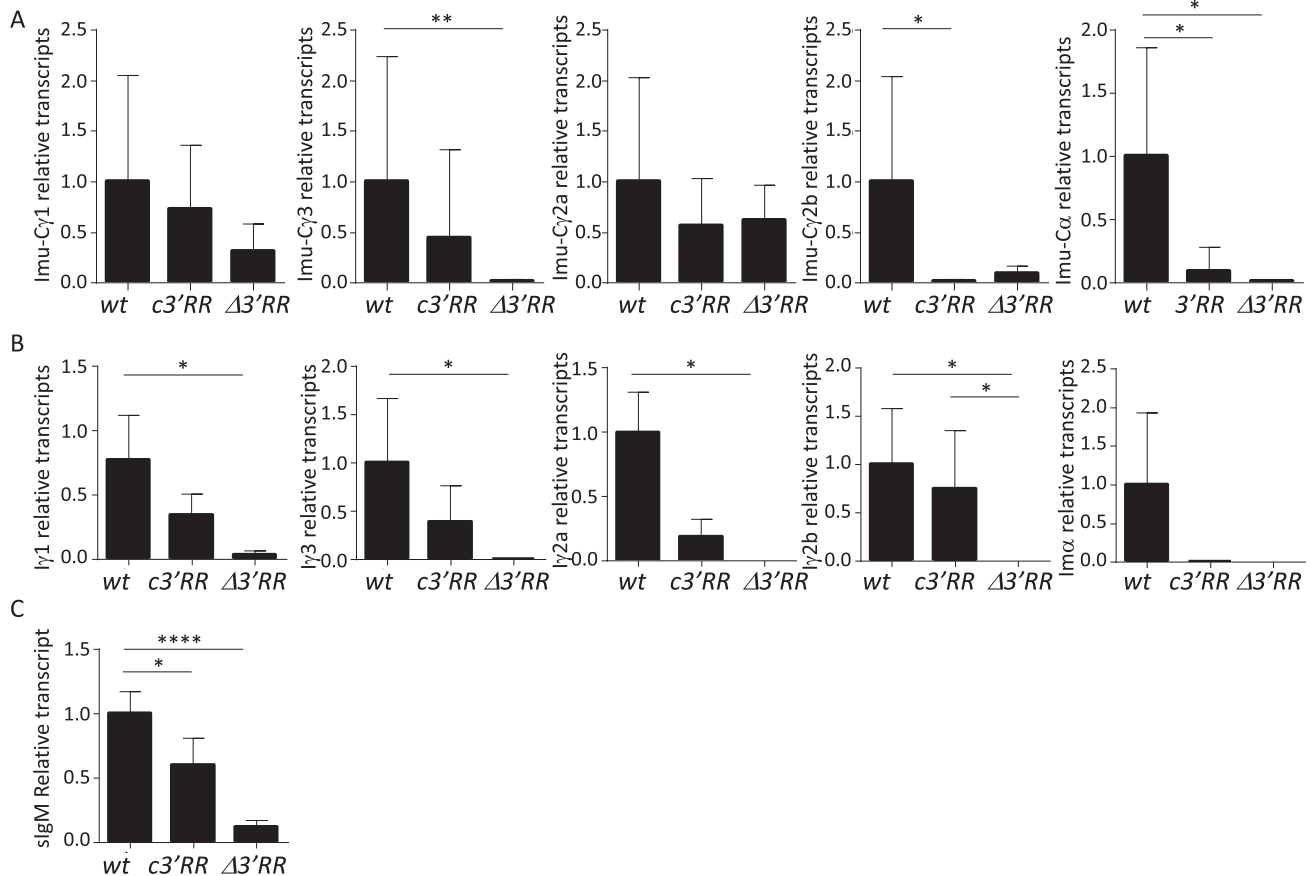 A
Imu-Cγ1 relative transcripts
2.5
2.0
1.5
1.0
0.5
0.0
wt c3'RR Δ3'RR
Imu-Cγ3 relative transcripts
2.5
2.0
1.5
1.0
0.5
0.0
**
wt c3'RR Δ3'RR
Imu-Cγ2a relative transcripts
2.5
2.0
1.5
1.0
0.5
0.0
wt c3'RR Δ3'RR
Imu-Cγ2b relative transcripts
2.5
2.0
1.5
1.0
0.5
0.0
*
wt c3'RR Δ3'RR
Imu-Cα relative transcripts
2.0
1.5
1.0
0.5
0.0
*
*
wt 3'RR Δ3'RR
B
Iγ1 relative transcripts
1.5
1.0
0.5
0.0
*
wt c3'RR Δ3'RR
Iγ3 relative transcripts
2.0
1.5
1.0
0.5
0.0
*
wt c3'RR Δ3'RR
Iγ2a relative transcripts
1.5
1.0
0.5
0.0
*
wt c3'RR Δ3'RR
Iγ2b relative transcripts
2.0
1.5
1.0
0.5
0.0
*
*
wt c3'RR Δ3'RR
Imα relative transcripts
2.5
2.0
1.5
1.0
0.5
0.0
wt c3'RR Δ3'RR
C
sIgM Relative transcript
1.5
1.0
0.5
0.0
****
*
wt c3'RR Δ3'RR